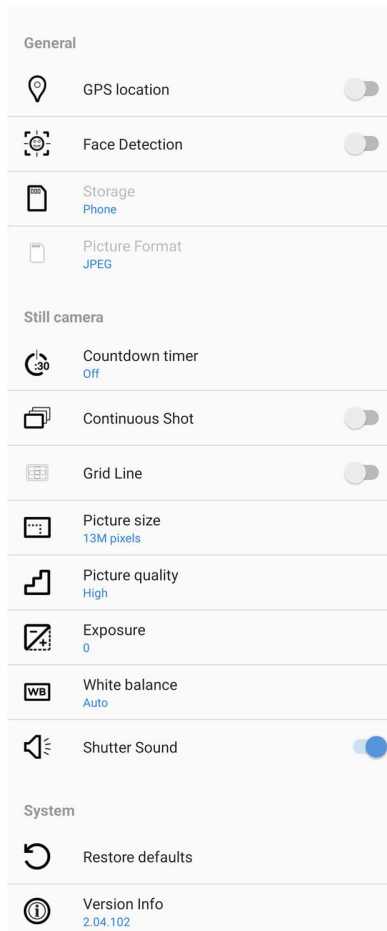 General
GPS location
Face Detection
Storage
Phone
Picture Format
JPEG
Still camera
:30
Countdown timer
Off
Continuous Shot
Grid Line
Picture size
13M pixels
Picture quality
High
Exposure
0
WB
White balance
Auto
Shutter Sound
System
Restore defaults
Version Info
2.04.102